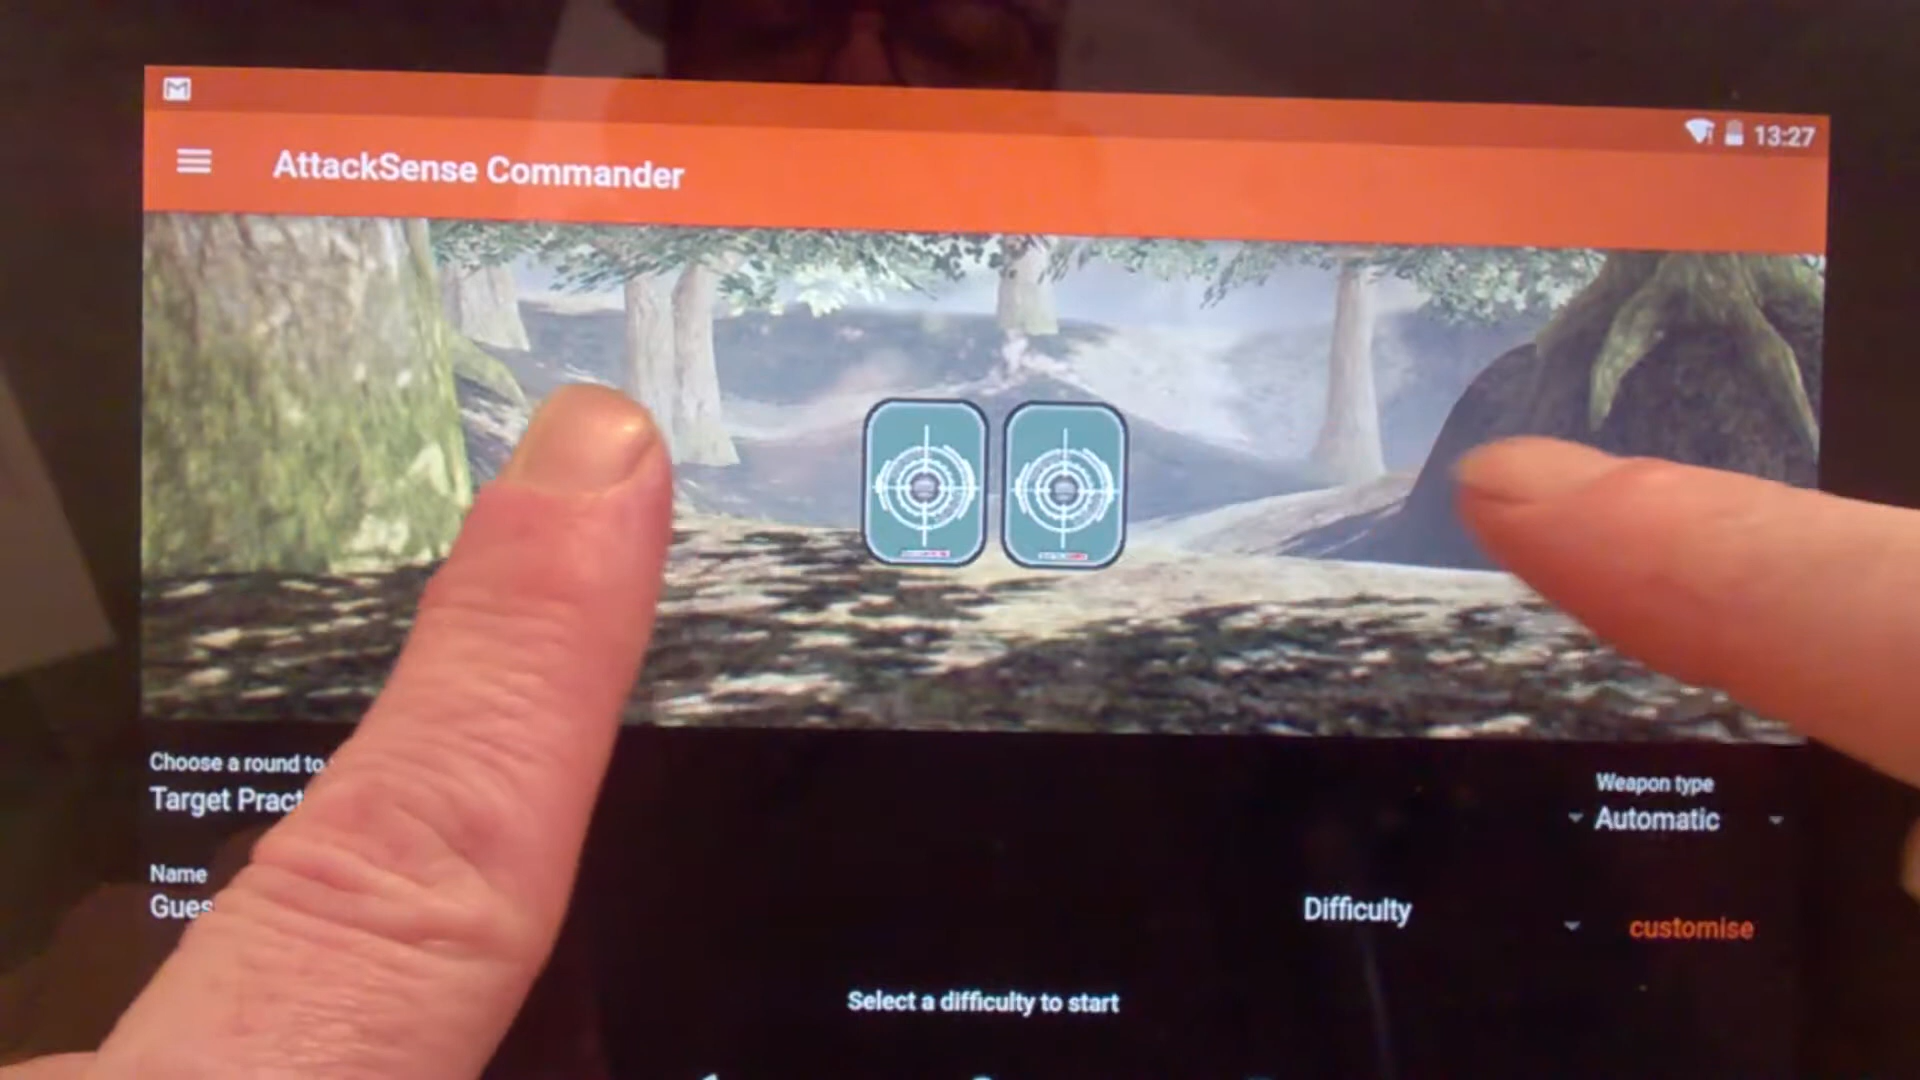 13:27
AttackSense Commander
Choose a round to
Target Pract
Weapon type
Automatic
Name
Gues
Difficulty
customise
Select a difficulty to start